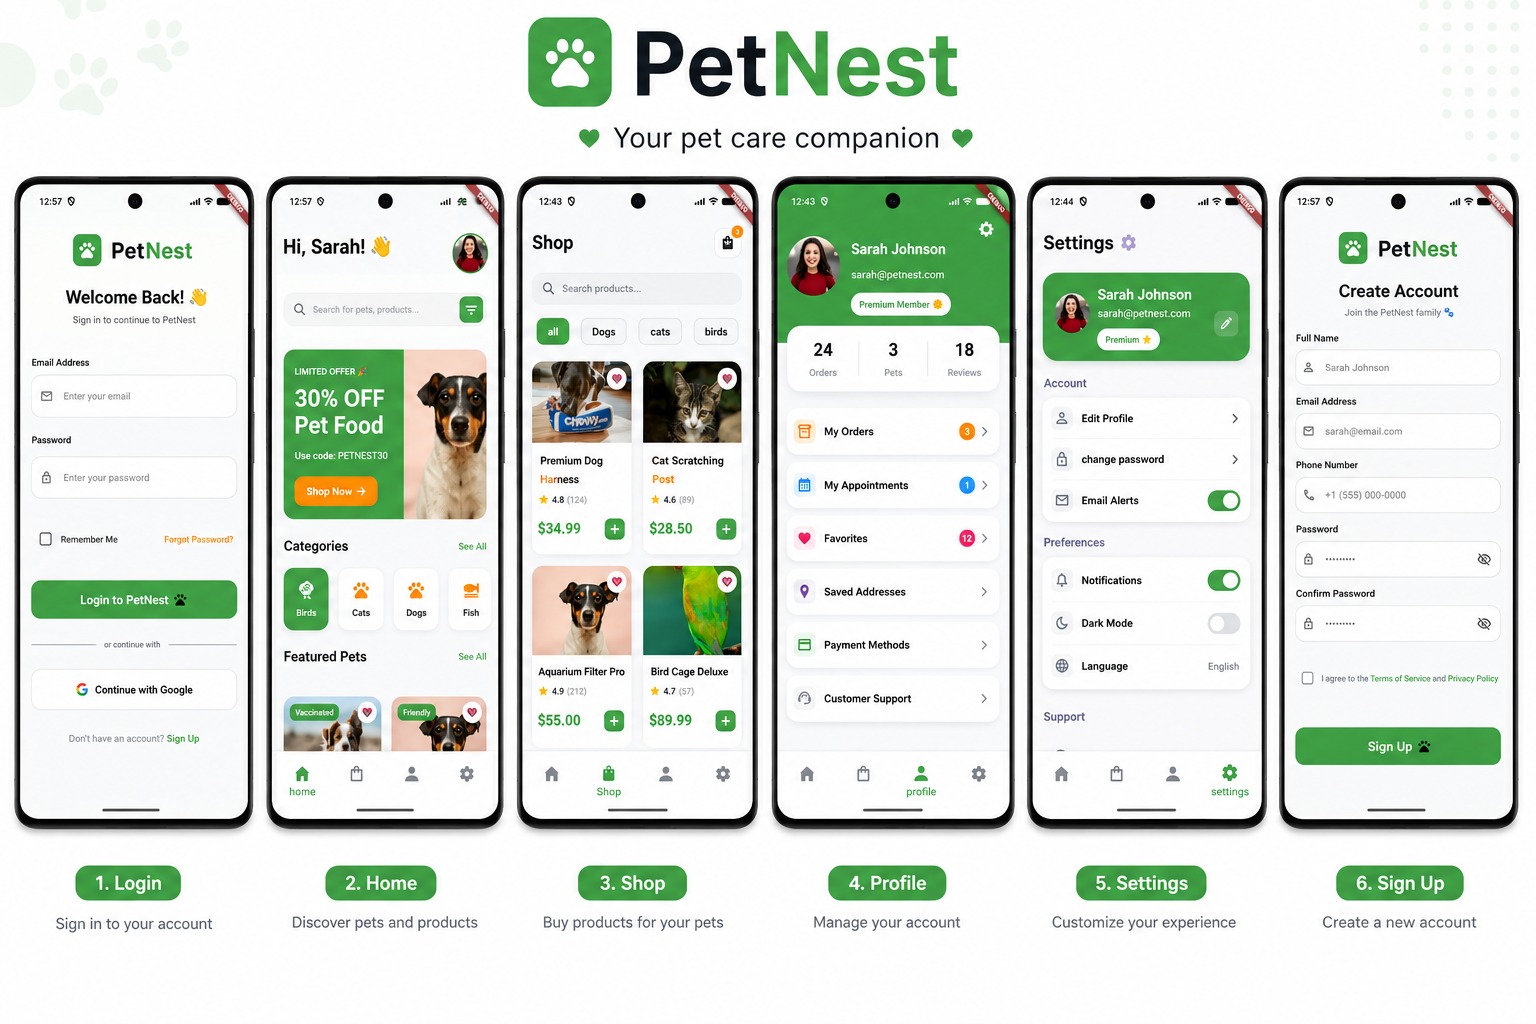 PetNest
Your pet care companion
12:57
PetNest
Welcome Back! 👋
Sign in to continue to PetNest
Email Address
Enter your email
Password
Enter your password
Remember Me
Forgot Password?
Login to PetNest
or continue with
Continue with Google
Don't have an account? Sign Up
12:57
Hi, Sarah! 👋
Search for pets, products...
LIMITED OFFER 🎉
30% OFF
Pet Food
Use code: PETNEST30
Shop Now →
Categories
See All
Birds
Cats
Dogs
Fish
Featured Pets
See All
Vaccinated
Friendly
home
12:43
Shop
3
Search products...
all
Dogs
cats
birds
Chewy
Premium Dog
Harness
4.8 (124)
$34.99
Cat Scratching
Post
4.6 (89)
$28.50
Aquarium Filter Pro
4.9 (212)
$55.00
Bird Cage Deluxe
4.7 (57)
$89.99
Shop
12:43
Sarah Johnson
sarah@petnest.com
Premium Member
24
Orders
3
Pets
18
Reviews
My Orders
3
My Appointments
1
Favorites
12
Saved Addresses
Payment Methods
Customer Support
profile
12:44
Settings
Sarah Johnson
sarah@petnest.com
Premium ⭐
Account
Edit Profile
change password
Email Alerts
Preferences
Notifications
Dark Mode
Language
English
Support
settings
12:57
PetNest
Create Account
Join the PetNest family 🐾
Full Name
Sarah Johnson
Email Address
sarah@email.com
Phone Number
+1 (555) 000-0000
Password
Confirm Password
I agree to the Terms of Service and Privacy Policy
Sign Up
1. Login
Sign in to your account
2. Home
Discover pets and products
3. Shop
Buy products for your pets
4. Profile
Manage your account
5. Settings
Customize your experience
6. Sign Up
Create a new account